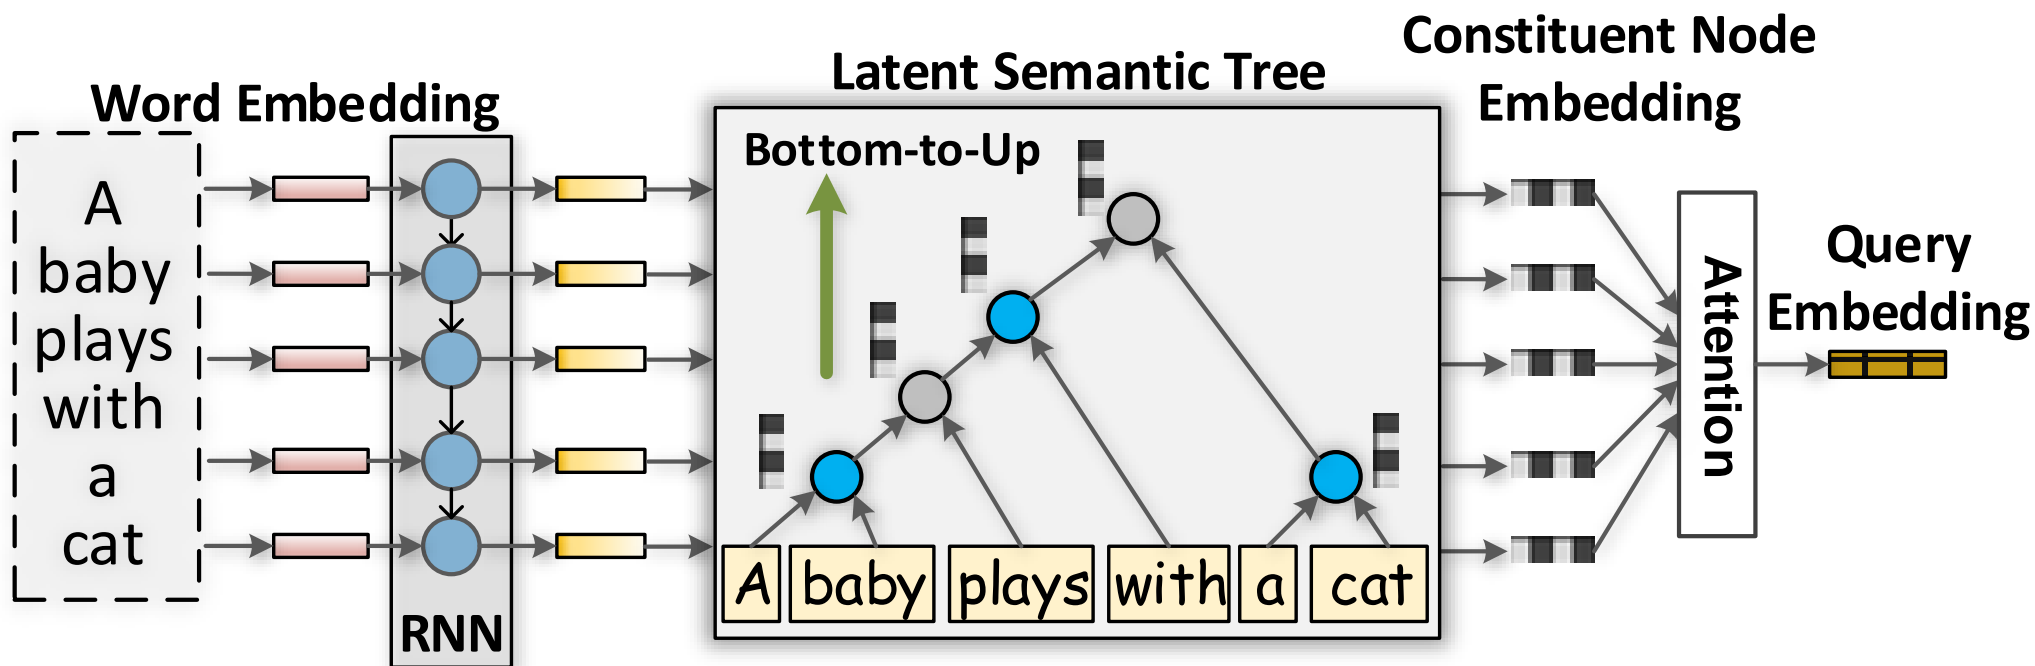 Word Embedding
A
baby
plays
with
a
cat
RNN
Latent Semantic Tree
Bottom-to-Up
A baby plays with a cat
Constituent Node
Embedding
Attention
Query
Embedding